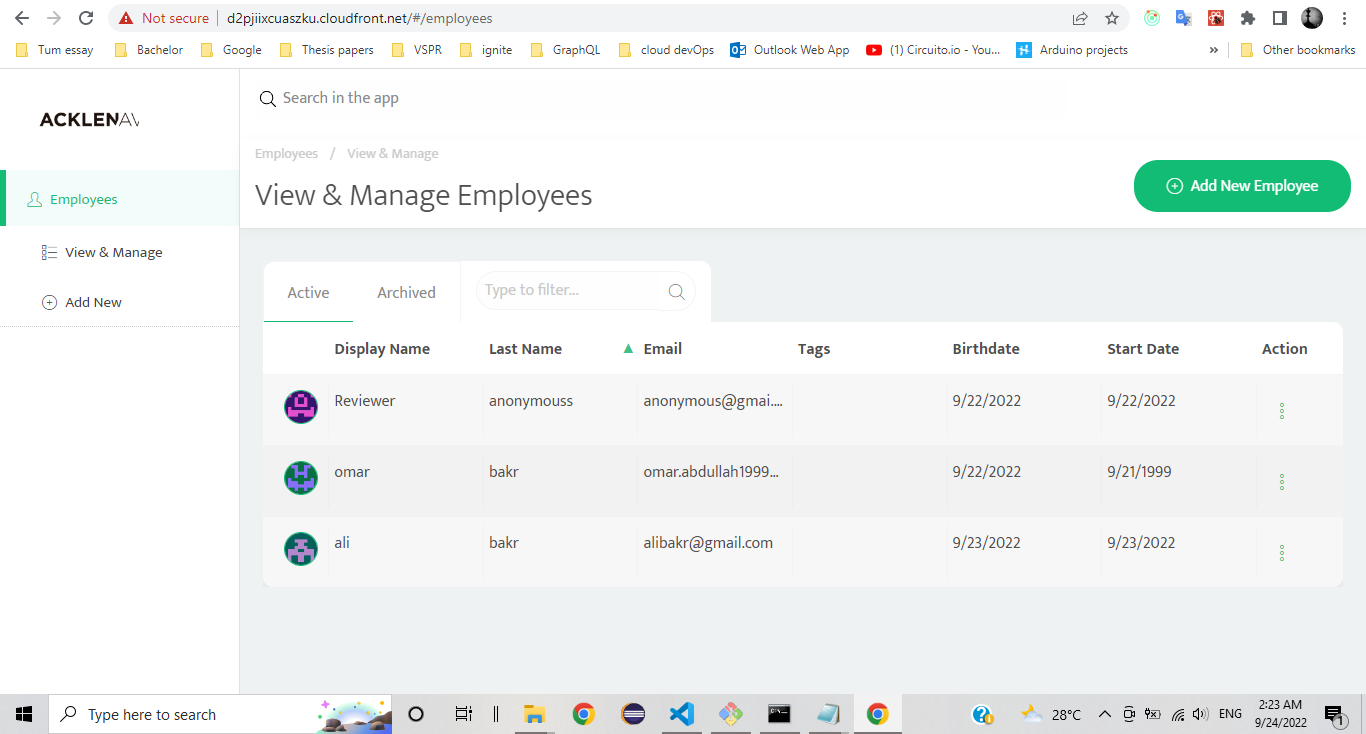 Not secure d2pjiixcuaszku.cloudfront.net/#/employees
Tum essay Bachelor Google Thesis papers VSPR ignite GraphQL cloud devOps Outlook Web App (1) Circuito.io - You... Arduino projects » Other bookmarks
ACKLENAV
Search in the app
Employees / View & Manage
View & Manage Employees
Add New Employee
Employees
View & Manage
Add New
Active Archived Type to filter...
Display Name Last Name Email Tags Birthdate Start Date Action
Reviewer anonymouss anonymous@gmai.... 9/22/2022 9/22/2022
omar bakr omar.abdullah1999... 9/22/2022 9/21/1999
ali bakr alibakr@gmail.com 9/23/2022 9/23/2022
Type here to search
28°C ENG
2:23 AM
9/24/2022
1